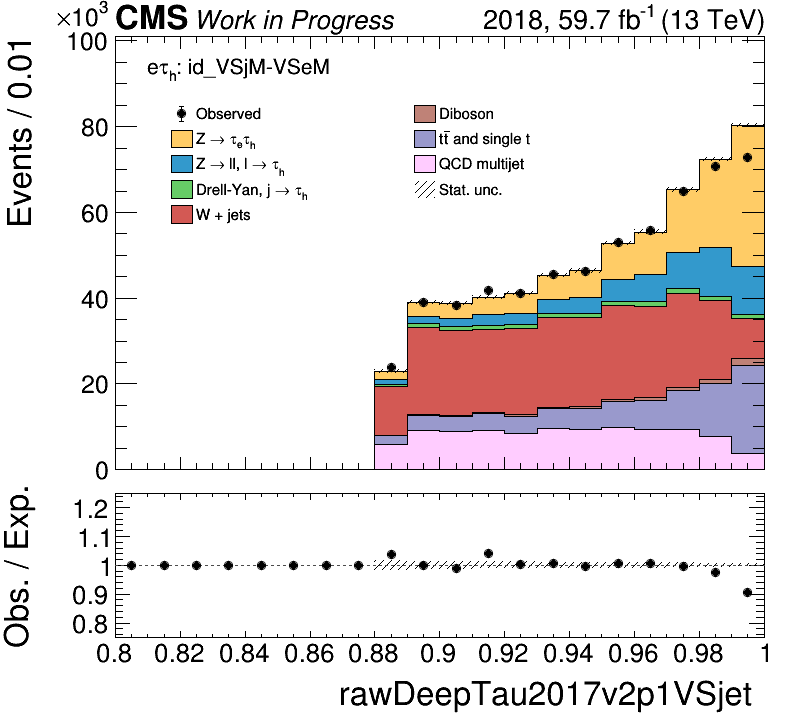 ×10³ CMS Work in Progress 2018, 59.7 fb⁻¹ (13 TeV)
Events / 0.01
100
80
60
40
20
0
eτh: id_VSjM-VSeM
Observed
Z → τeτh
Z → ll, l → τh
Drell-Yan, j → τh
W + jets
Diboson
tt̄ and single t
QCD multijet
Stat. unc.
Obs. / Exp.
1.2
1.1
1
0.9
0.8
0.8 0.82 0.84 0.86 0.88 0.9 0.92 0.94 0.96 0.98 1
rawDeepTau2017v2p1VSjet